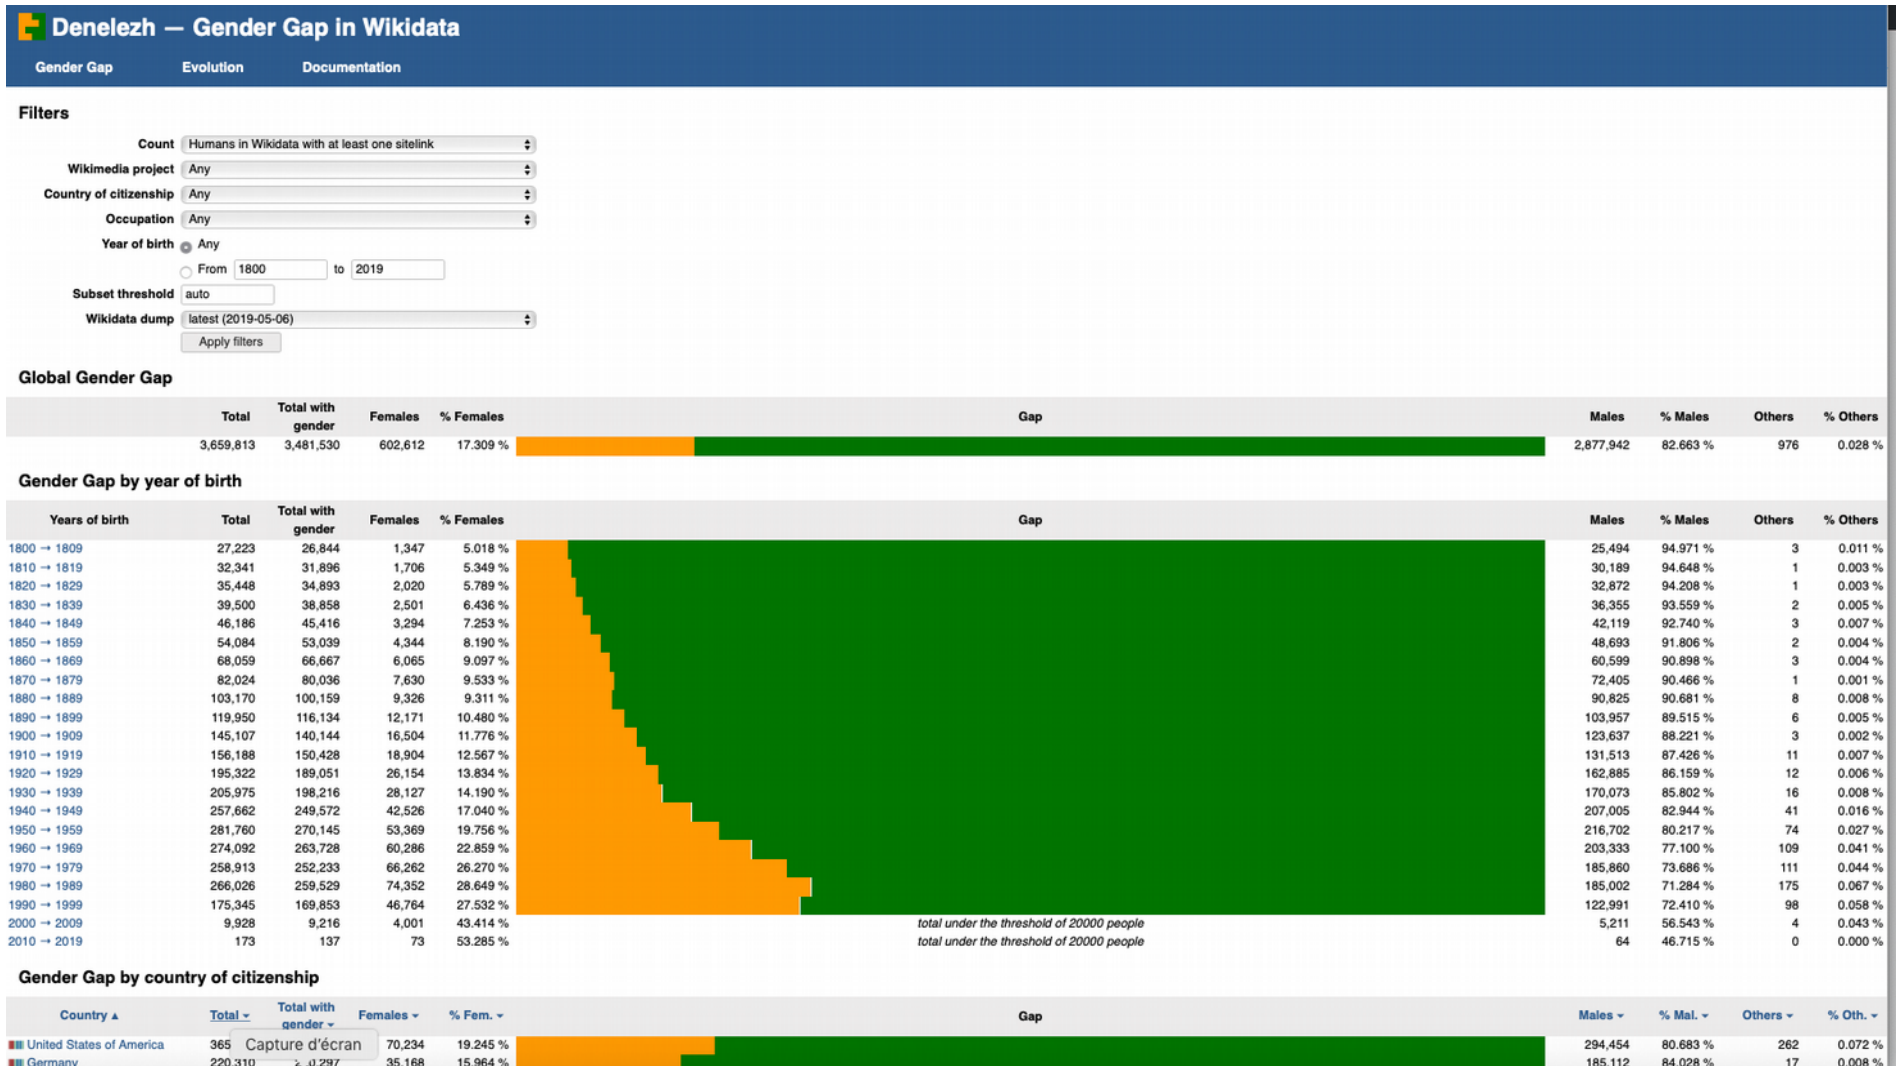 Denelezh — Gender Gap in Wikidata
Gender Gap Evolution Documentation
Filters
Count Humans in Wikidata with at least one sitelink
Wikimedia project Any
Country of citizenship Any
Occupation Any
Year of birth Any
From 1800 to 2019
Subset threshold auto
Wikidata dump latest (2019-05-06)
Apply filters
Global Gender Gap
Total Total with gender Females % Females Gap Males % Males Others % Others
3,659,813 3,481,530 602,612 17.309 % 2,877,942 82.663 % 976 0.028 %
Gender Gap by year of birth
Years of birth Total Total with gender Females % Females Gap Males % Males Others % Others
1800 → 1809 27,223 26,844 1,347 5.018 % 25,494 94.971 % 3 0.011 %
1810 → 1819 32,341 31,896 1,706 5.349 % 30,189 94.648 % 1 0.003 %
1820 → 1829 35,448 34,893 2,020 5.789 % 32,872 94.208 % 1 0.003 %
1830 → 1839 39,500 38,858 2,501 6.436 % 36,355 93.559 % 2 0.005 %
1840 → 1849 46,186 45,416 3,294 7.253 % 42,119 92.740 % 3 0.007 %
1850 → 1859 54,084 53,039 4,344 8.190 % 48,693 91.806 % 2 0.004 %
1860 → 1869 68,059 66,667 6,065 9.097 % 60,599 90.898 % 3 0.004 %
1870 → 1879 82,024 80,036 7,630 9.533 % 72,405 90.466 % 1 0.001 %
1880 → 1889 103,170 100,159 9,326 9.311 % 90,825 90.681 % 8 0.008 %
1890 → 1899 119,950 116,134 12,171 10.480 % 103,957 89.515 % 6 0.005 %
1900 → 1909 145,107 140,144 16,504 11.776 % 123,637 88.221 % 3 0.002 %
1910 → 1919 156,188 150,428 18,904 12.567 % 131,513 87.426 % 11 0.007 %
1920 → 1929 195,322 189,051 26,154 13.834 % 162,885 86.159 % 12 0.006 %
1930 → 1939 205,975 198,216 28,127 14.190 % 170,073 85.802 % 16 0.008 %
1940 → 1949 257,662 249,572 42,526 17.040 % 207,005 82.944 % 41 0.016 %
1950 → 1959 281,760 270,145 53,369 19.756 % 216,702 80.217 % 74 0.027 %
1960 → 1969 274,092 263,728 60,286 22.859 % 203,333 77.100 % 109 0.041 %
1970 → 1979 258,913 252,233 66,262 26.270 % 185,860 73.686 % 111 0.044 %
1980 → 1989 266,026 259,529 74,352 28.649 % 185,002 71.284 % 175 0.067 %
1990 → 1999 175,345 169,853 46,764 27.532 % 122,991 72.410 % 98 0.058 %
2000 → 2009 9,928 9,216 4,001 43.414 % total under the threshold of 20000 people 5,211 56.543 % 4 0.043 %
2010 → 2019 173 137 73 53.285 % total under the threshold of 20000 people 64 46.715 % 0 0.000 %
Gender Gap by country of citizenship
Country ▲ Total Total with gender Females % Fem. Gap Males % Mal. Others % Oth.
United States of America 365 Capture d'écran 70,234 19.245 % 294,454 80.683 % 262 0.072 %
Germany 220,310 35,168 15.964 % 185,112 84.028 % 17 0.008 %